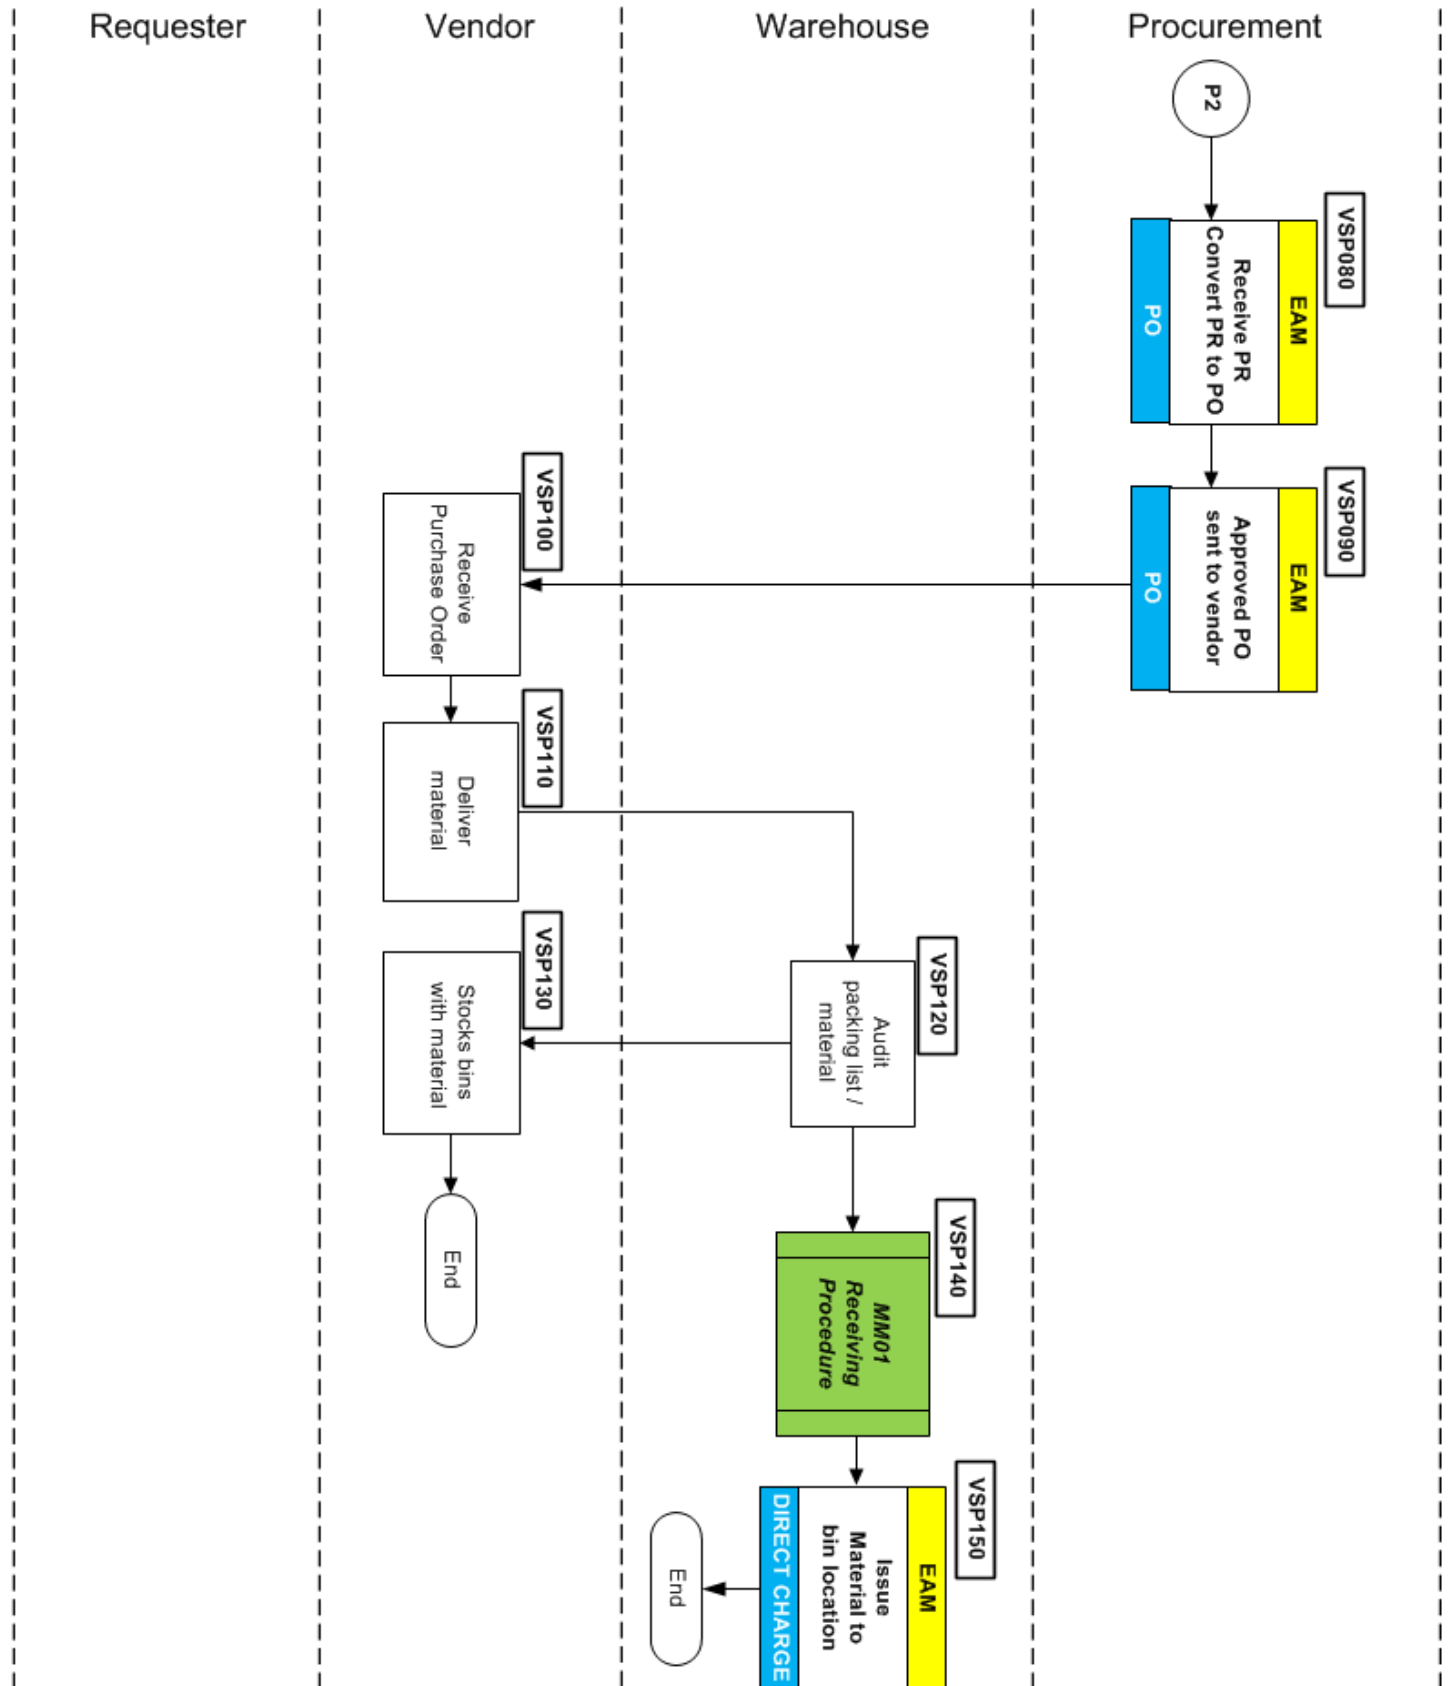 Requester
Vendor
Warehouse
Procurement
P2
VSP080
EAM
Receive PR
Convert PR to PO
PO
VSP090
EAM
Approved PO
sent to vendor
PO
VSP100
Receive
Purchase Order
VSP110
Deliver
material
VSP120
Audit
packing list /
material
VSP130
Stocks bins
with material
End
VSP140
MM01
Receiving
Procedure
VSP150
EAM
Issue
Material to
bin location
DIRECT CHARGE
End